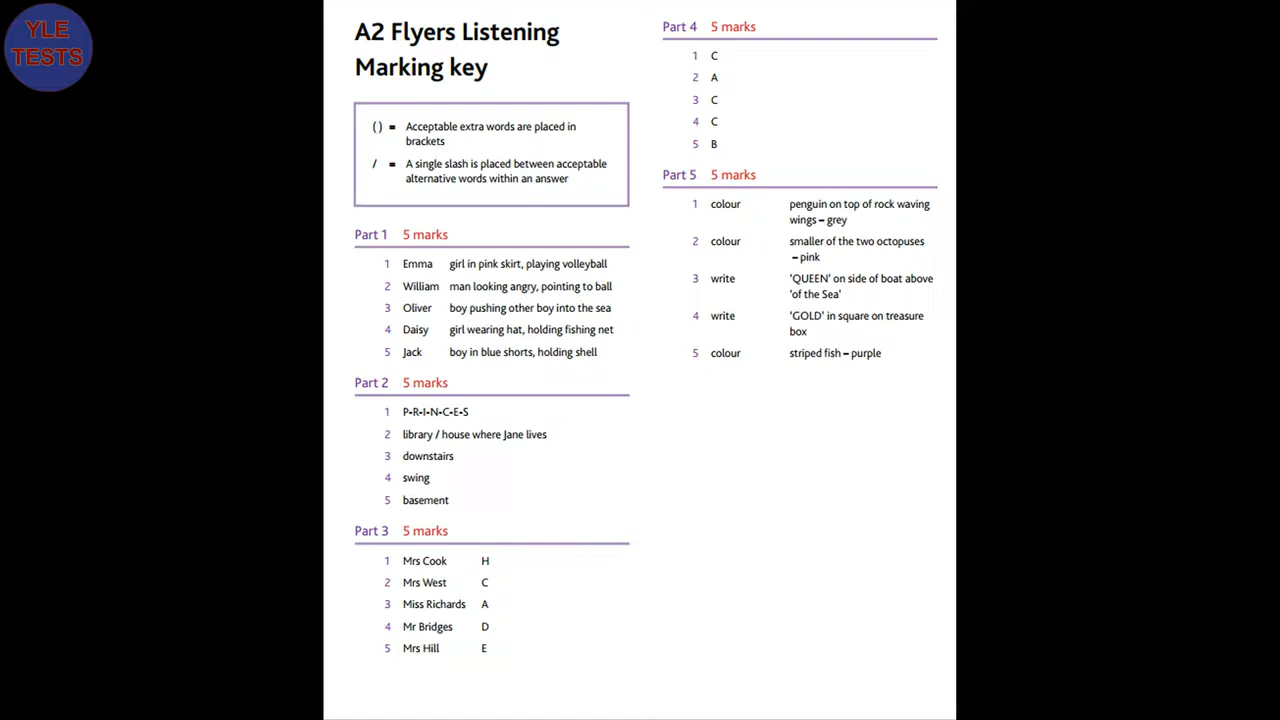 YLE
TESTS
A2 Flyers Listening
Marking key
( ) = Acceptable extra words are placed in
brackets
/ = A single slash is placed between acceptable
alternative words within an answer
Part 1 5 marks
1 Emma girl in pink skirt, playing volleyball
2 William man looking angry, pointing to ball
3 Oliver boy pushing other boy into the sea
4 Daisy girl wearing hat, holding fishing net
5 Jack boy in blue shorts, holding shell
Part 2 5 marks
1 P-R-I-N-C-E-S
2 library / house where Jane lives
3 downstairs
4 swing
5 basement
Part 3 5 marks
1 Mrs Cook H
2 Mrs West C
3 Miss Richards A
4 Mr Bridges D
5 Mrs Hill E
Part 4 5 marks
1 C
2 A
3 C
4 C
5 B
Part 5 5 marks
1 colour penguin on top of rock waving
wings – grey
2 colour smaller of the two octopuses
– pink
3 write 'QUEEN' on side of boat above
'of the Sea'
4 write 'GOLD' in square on treasure
box
5 colour striped fish – purple